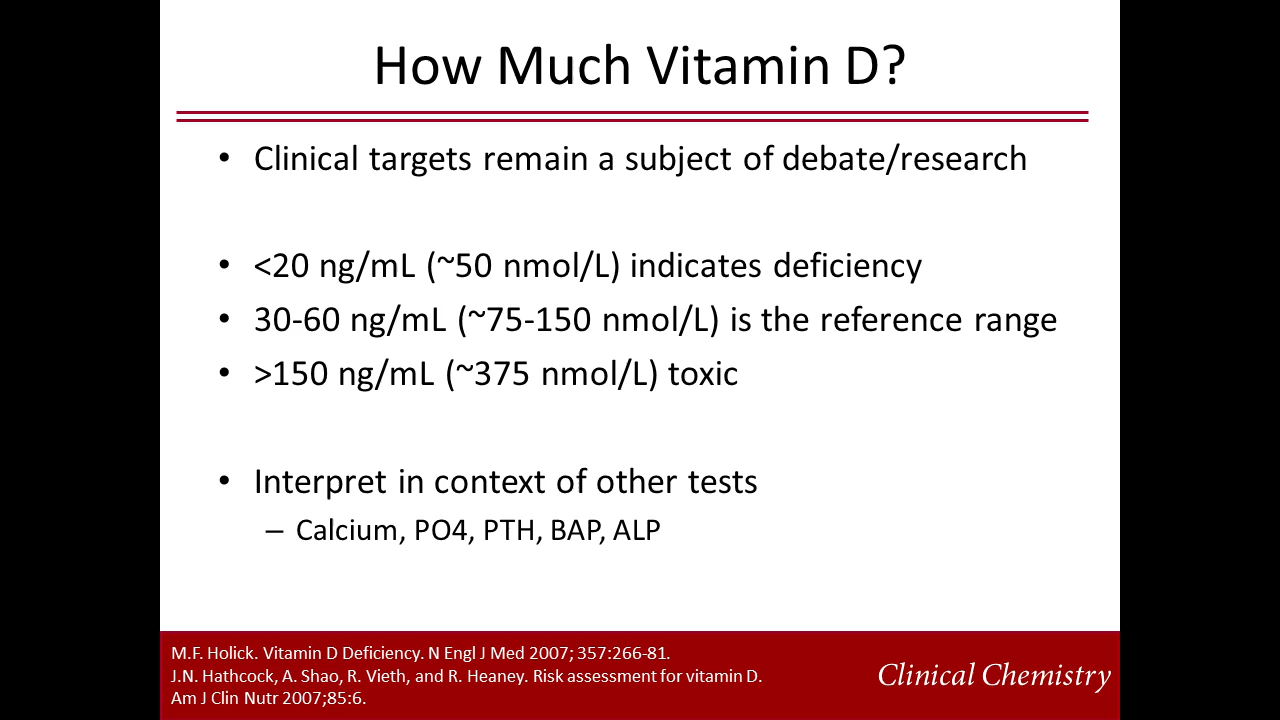 How Much Vitamin D?
• Clinical targets remain a subject of debate/research
• <20 ng/mL (~50 nmol/L) indicates deficiency
• 30-60 ng/mL (~75-150 nmol/L) is the reference range
• >150 ng/mL (~375 nmol/L) toxic
• Interpret in context of other tests
– Calcium, PO4, PTH, BAP, ALP
M.F. Holick. Vitamin D Deficiency. N Engl J Med 2007; 357:266-81.
J.N. Hathcock, A. Shao, R. Vieth, and R. Heaney. Risk assessment for vitamin D.
Am J Clin Nutr 2007;85:6.
Clinical Chemistry